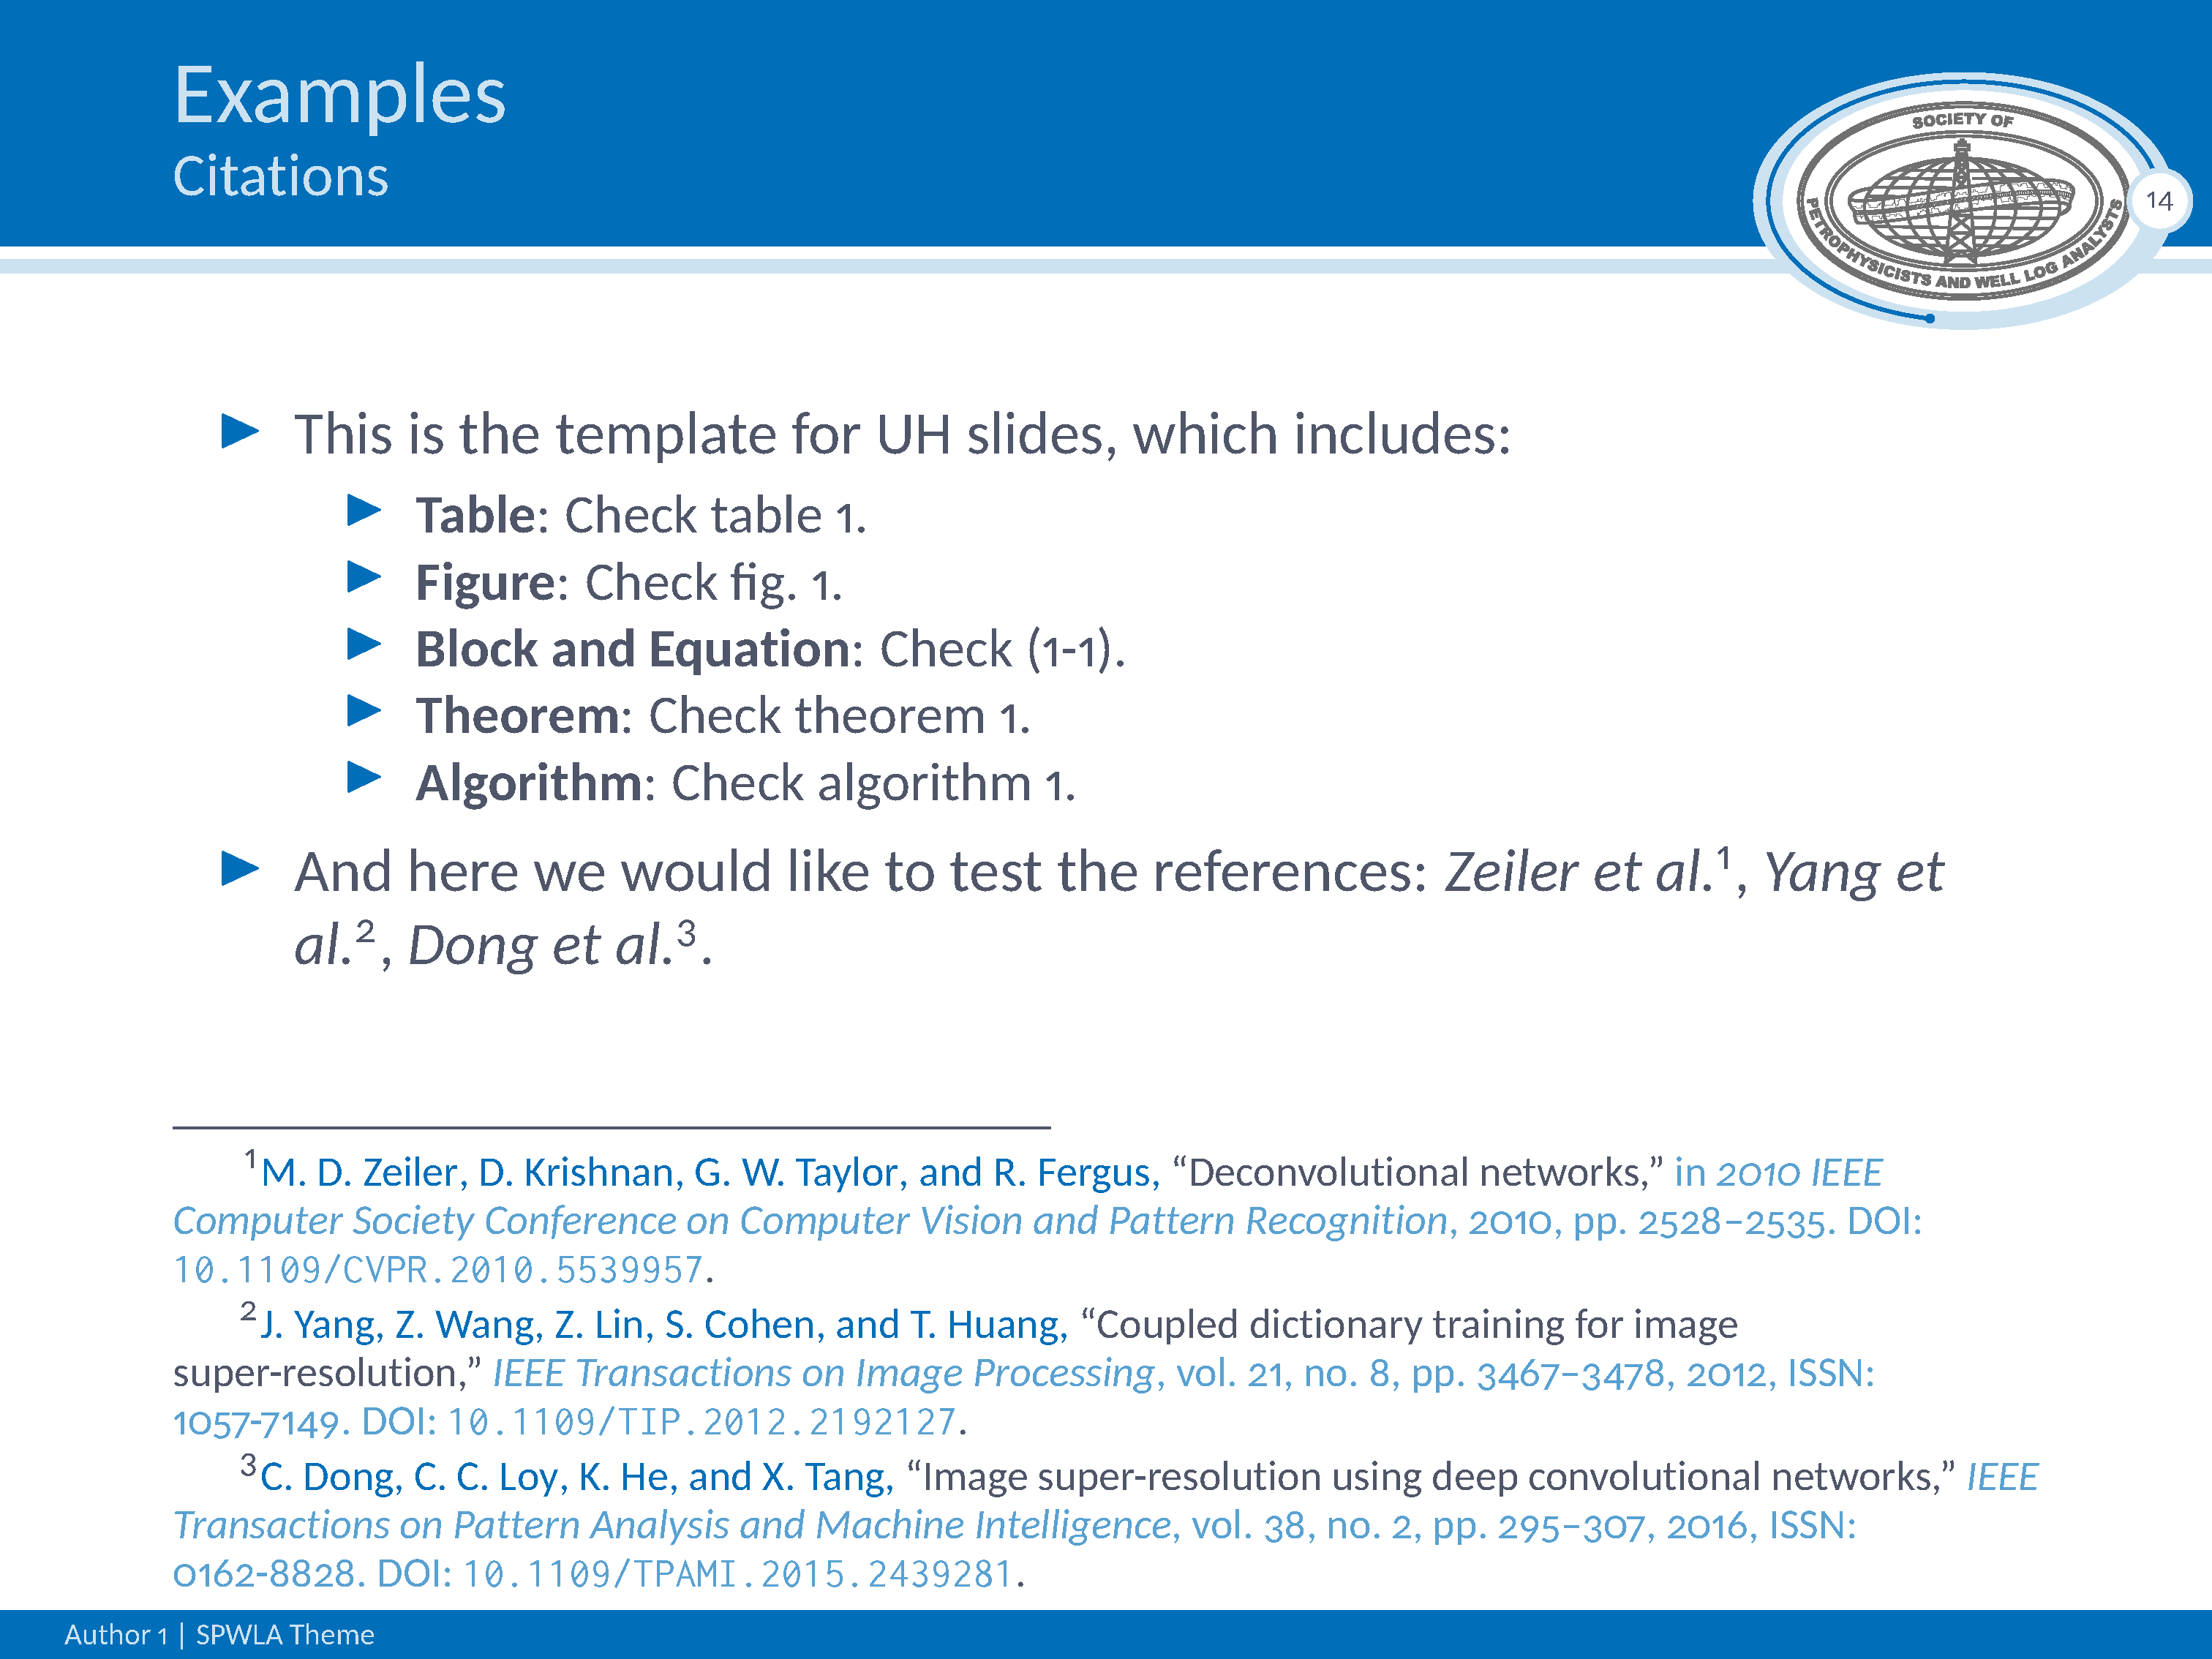 Examples
Citations
SOCIETY OF
PETROPHYSICISTS AND WELL LOG ANALYSTS
14
► This is the template for UH slides, which includes:
► Table: Check table 1.
► Figure: Check fig. 1.
► Block and Equation: Check (1-1).
► Theorem: Check theorem 1.
► Algorithm: Check algorithm 1.
► And here we would like to test the references: Zeiler et al.¹, Yang et
al.², Dong et al.³.
¹M. D. Zeiler, D. Krishnan, G. W. Taylor, and R. Fergus, “Deconvolutional networks,” in 2010 IEEE
Computer Society Conference on Computer Vision and Pattern Recognition, 2010, pp. 2528–2535. DOI:
10.1109/CVPR.2010.5539957.
²J. Yang, Z. Wang, Z. Lin, S. Cohen, and T. Huang, “Coupled dictionary training for image
super-resolution,” IEEE Transactions on Image Processing, vol. 21, no. 8, pp. 3467–3478, 2012, ISSN:
1057-7149. DOI: 10.1109/TIP.2012.2192127.
³C. Dong, C. C. Loy, K. He, and X. Tang, “Image super-resolution using deep convolutional networks,” IEEE
Transactions on Pattern Analysis and Machine Intelligence, vol. 38, no. 2, pp. 295–307, 2016, ISSN:
0162-8828. DOI: 10.1109/TPAMI.2015.2439281.
Author 1 | SPWLA Theme